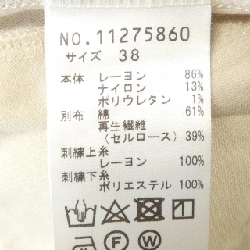 NO.11275860
サイズ 38
本体 レーヨン 86%
ナイロン 13%
ポリウレタン 1%
別布 綿 61%
再生繊維
(セルロース) 39%
刺繍上糸
レーヨン 100%
刺繍下糸
ポリエステル 100%
F W